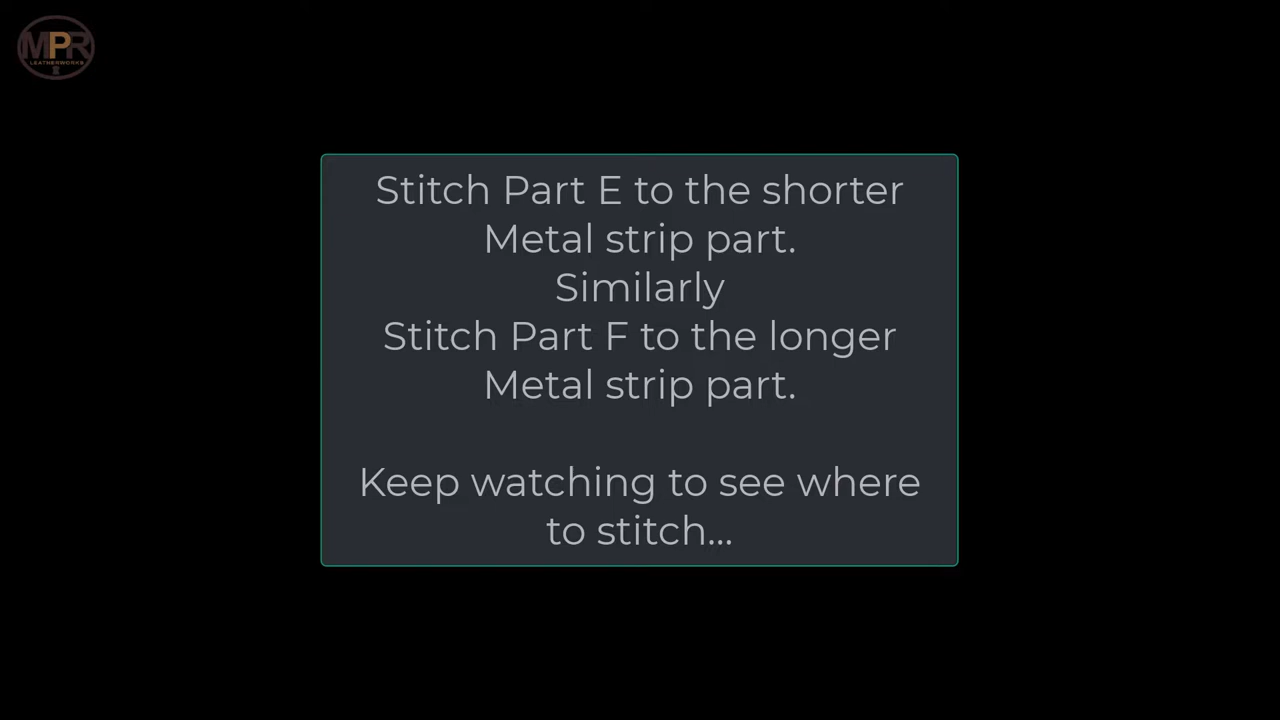 MPR
LEATHERWORKS
Stitch Part E to the shorter
Metal strip part.
Similarly
Stitch Part F to the longer
Metal strip part.
Keep watching to see where
to stitch...